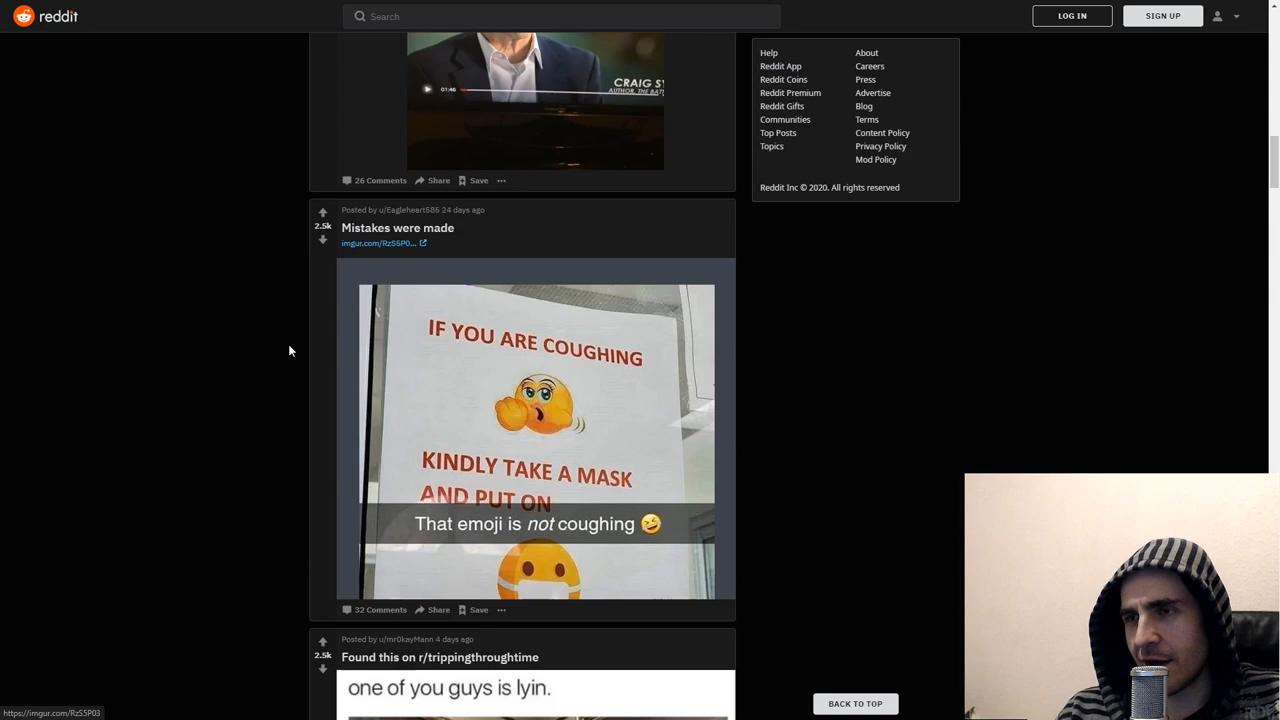 reddit
Search
LOG IN
SIGN UP
01:46
CRAIG SY
26 Comments
Share
Save
Help
About
Reddit App
Careers
Reddit Coins
Press
Reddit Premium
Advertise
Reddit Gifts
Blog
Communities
Terms
Top Posts
Content Policy
Topics
Privacy Policy
Mod Policy
Reddit Inc © 2020. All rights reserved
Posted by u/Eagleheart585 24 days ago
2.5k
Mistakes were made
imgur.com/RzS5P0...
IF YOU ARE COUGHING
KINDLY TAKE A MASK
AND PUT ON
That emoji is not coughing 🤣
32 Comments
Share
Save
Posted by u/mr0kayMann 4 days ago
2.5k
Found this on r/trippingthroughtime
one of you guys is lyin.
BACK TO TOP
https://imgur.com/RzS5P03